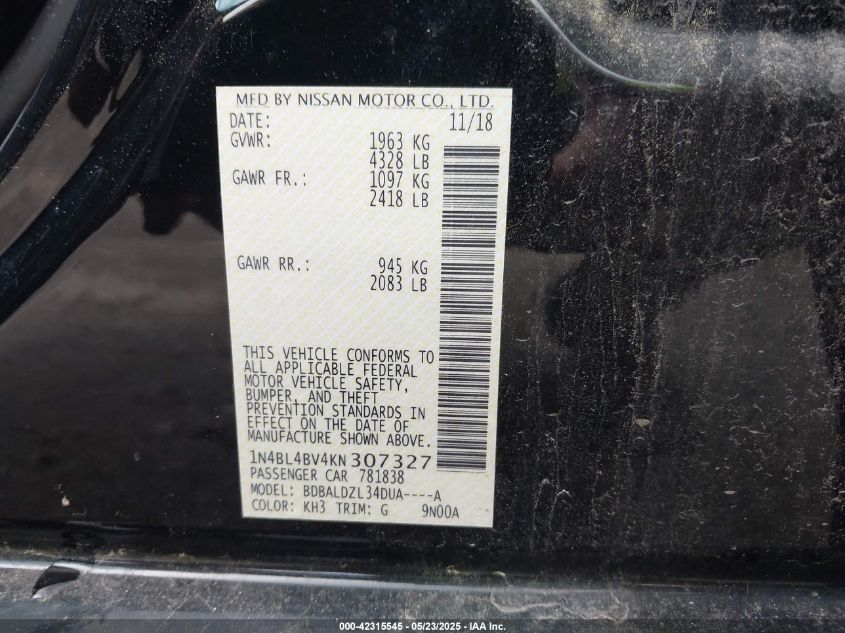 MFD BY NISSAN MOTOR CO., LTD.
DATE: 11/18
GVWR: 1963 KG
4328 LB
GAWR FR.: 1097 KG
2418 LB
GAWR RR.: 945 KG
2083 LB
THIS VEHICLE CONFORMS TO
ALL APPLICABLE FEDERAL
MOTOR VEHICLE SAFETY,
BUMPER, AND THEFT
PREVENTION STANDARDS IN
EFFECT ON THE DATE OF
MANUFACTURE SHOWN ABOVE.
1N4BL4BV4KN307327
PASSENGER CAR 781838
MODEL: BDBALDZL34DUA----A
COLOR: KH3 TRIM: G 9N00A
000-42315545 - 05/23/2025 - IAA Inc.